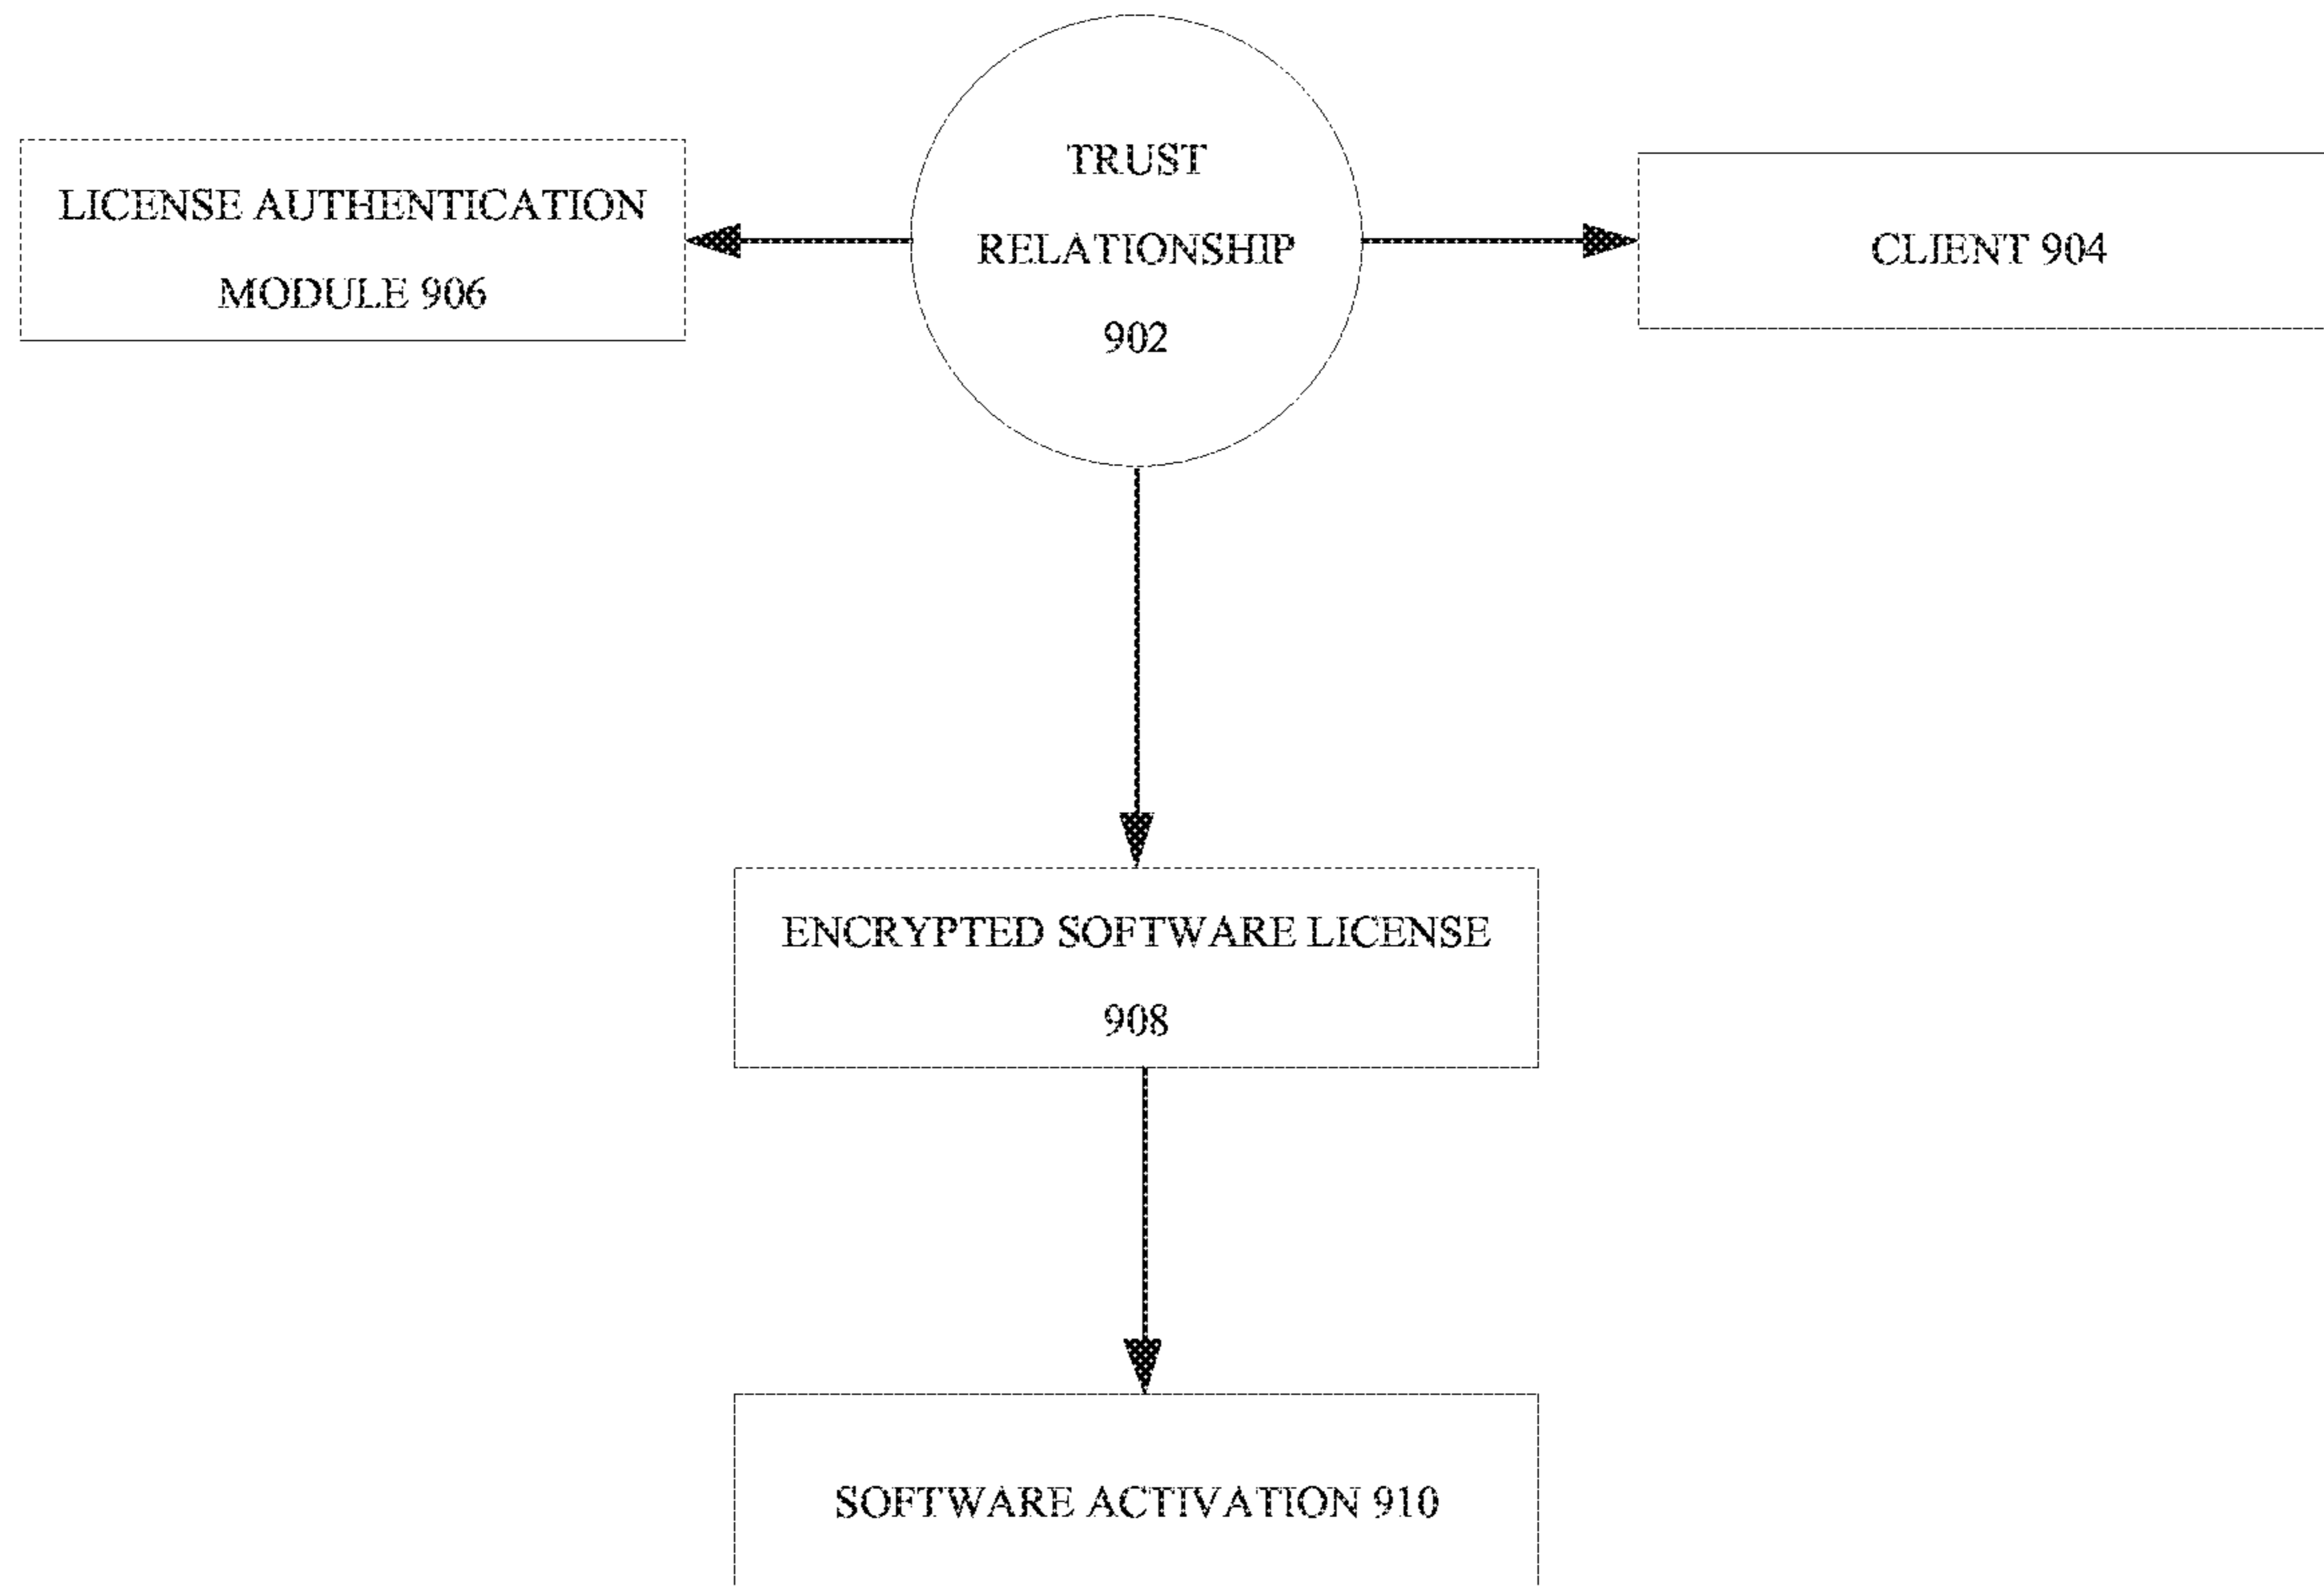 TRUST
RELATIONSHIP
902
LICENSE AUTHENTICATION
MODULE 906
CLIENT 904
ENCRYPTED SOFTWARE LICENSE
908
SOFTWARE ACTIVATION 910